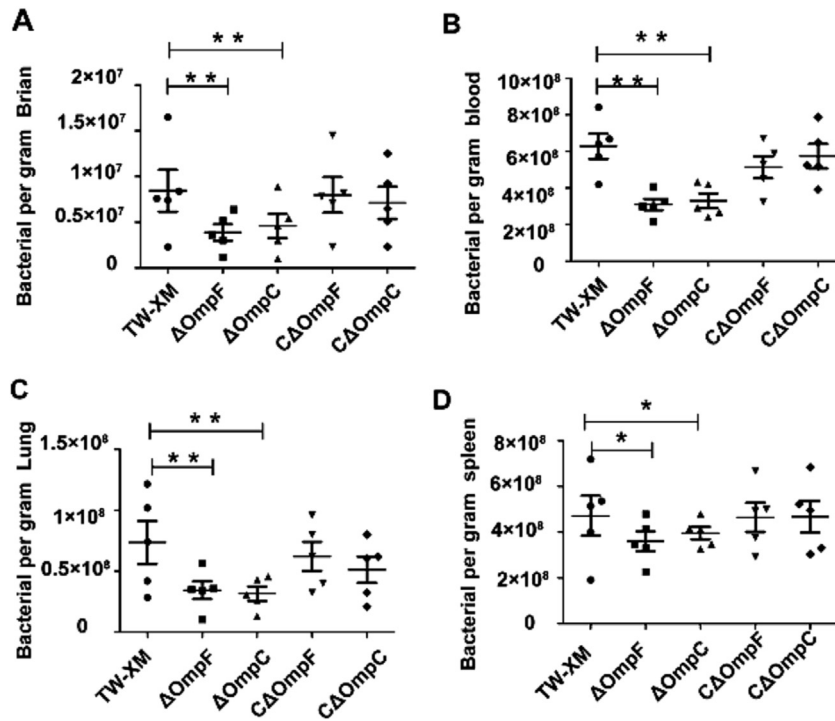 A
Bacterial per gram Brian
2×10⁷
1.5×10⁷
1×10⁷
0.5×10⁷
0
* *
* *
TW-XM
ΔOmpF
ΔOmpC
CΔOmpF
CΔOmpC
B
Bacterial per gram blood
10×10⁸
8×10⁸
6×10⁸
4×10⁸
2×10⁸
0
* *
* *
TW-XM
ΔOmpF
ΔOmpC
CΔOmpF
CΔOmpC
C
Bacterial per gram Lung
1.5×10⁸
1×10⁸
0.5×10⁸
0
* *
* *
TW-XM
ΔOmpF
ΔOmpC
CΔOmpF
CΔOmpC
D
Bacterial per gram spleen
8×10⁸
6×10⁸
4×10⁸
2×10⁸
0
*
*
TW-XM
ΔOmpF
ΔOmpC
CΔOmpF
CΔOmpC